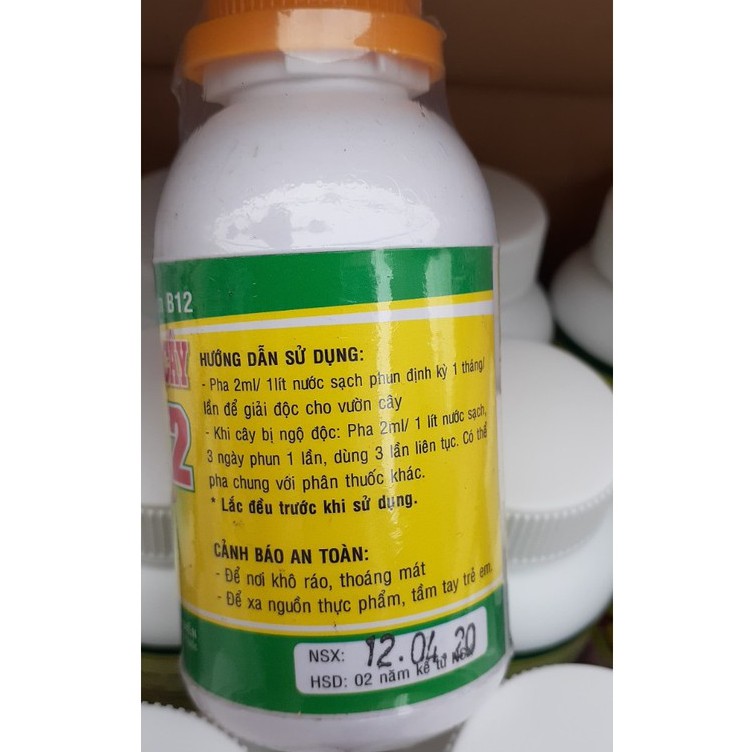 B12
2
HƯỚNG DẪN SỬ DỤNG:
- Pha 2ml/ 1lít nước sạch phun định kỳ 1 tháng/
lần để giải độc cho vườn cây
- Khi cây bị ngộ độc: Pha 2ml/ 1 lít nước sạch,
3 ngày phun 1 lần, dùng 3 lần liên tục. Có thể
pha chung với phân thuốc khác.
* Lắc đều trước khi sử dụng.
CẢNH BÁO AN TOÀN:
- Để nơi khô ráo, thoáng mát
- Để xa nguồn thực phẩm, tầm tay trẻ em.
NSX: 12.04.20
HSD: 02 năm kể từ NSX